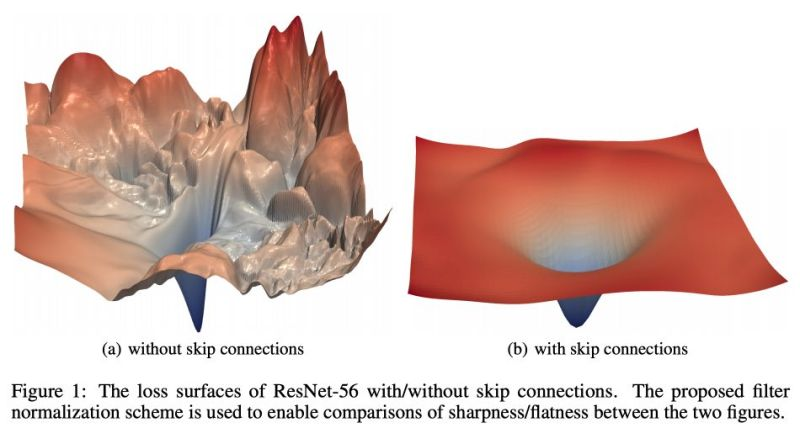 (a) without skip connections
(b) with skip connections
Figure 1: The loss surfaces of ResNet-56 with/without skip connections. The proposed filter
normalization scheme is used to enable comparisons of sharpness/flatness between the two figures.